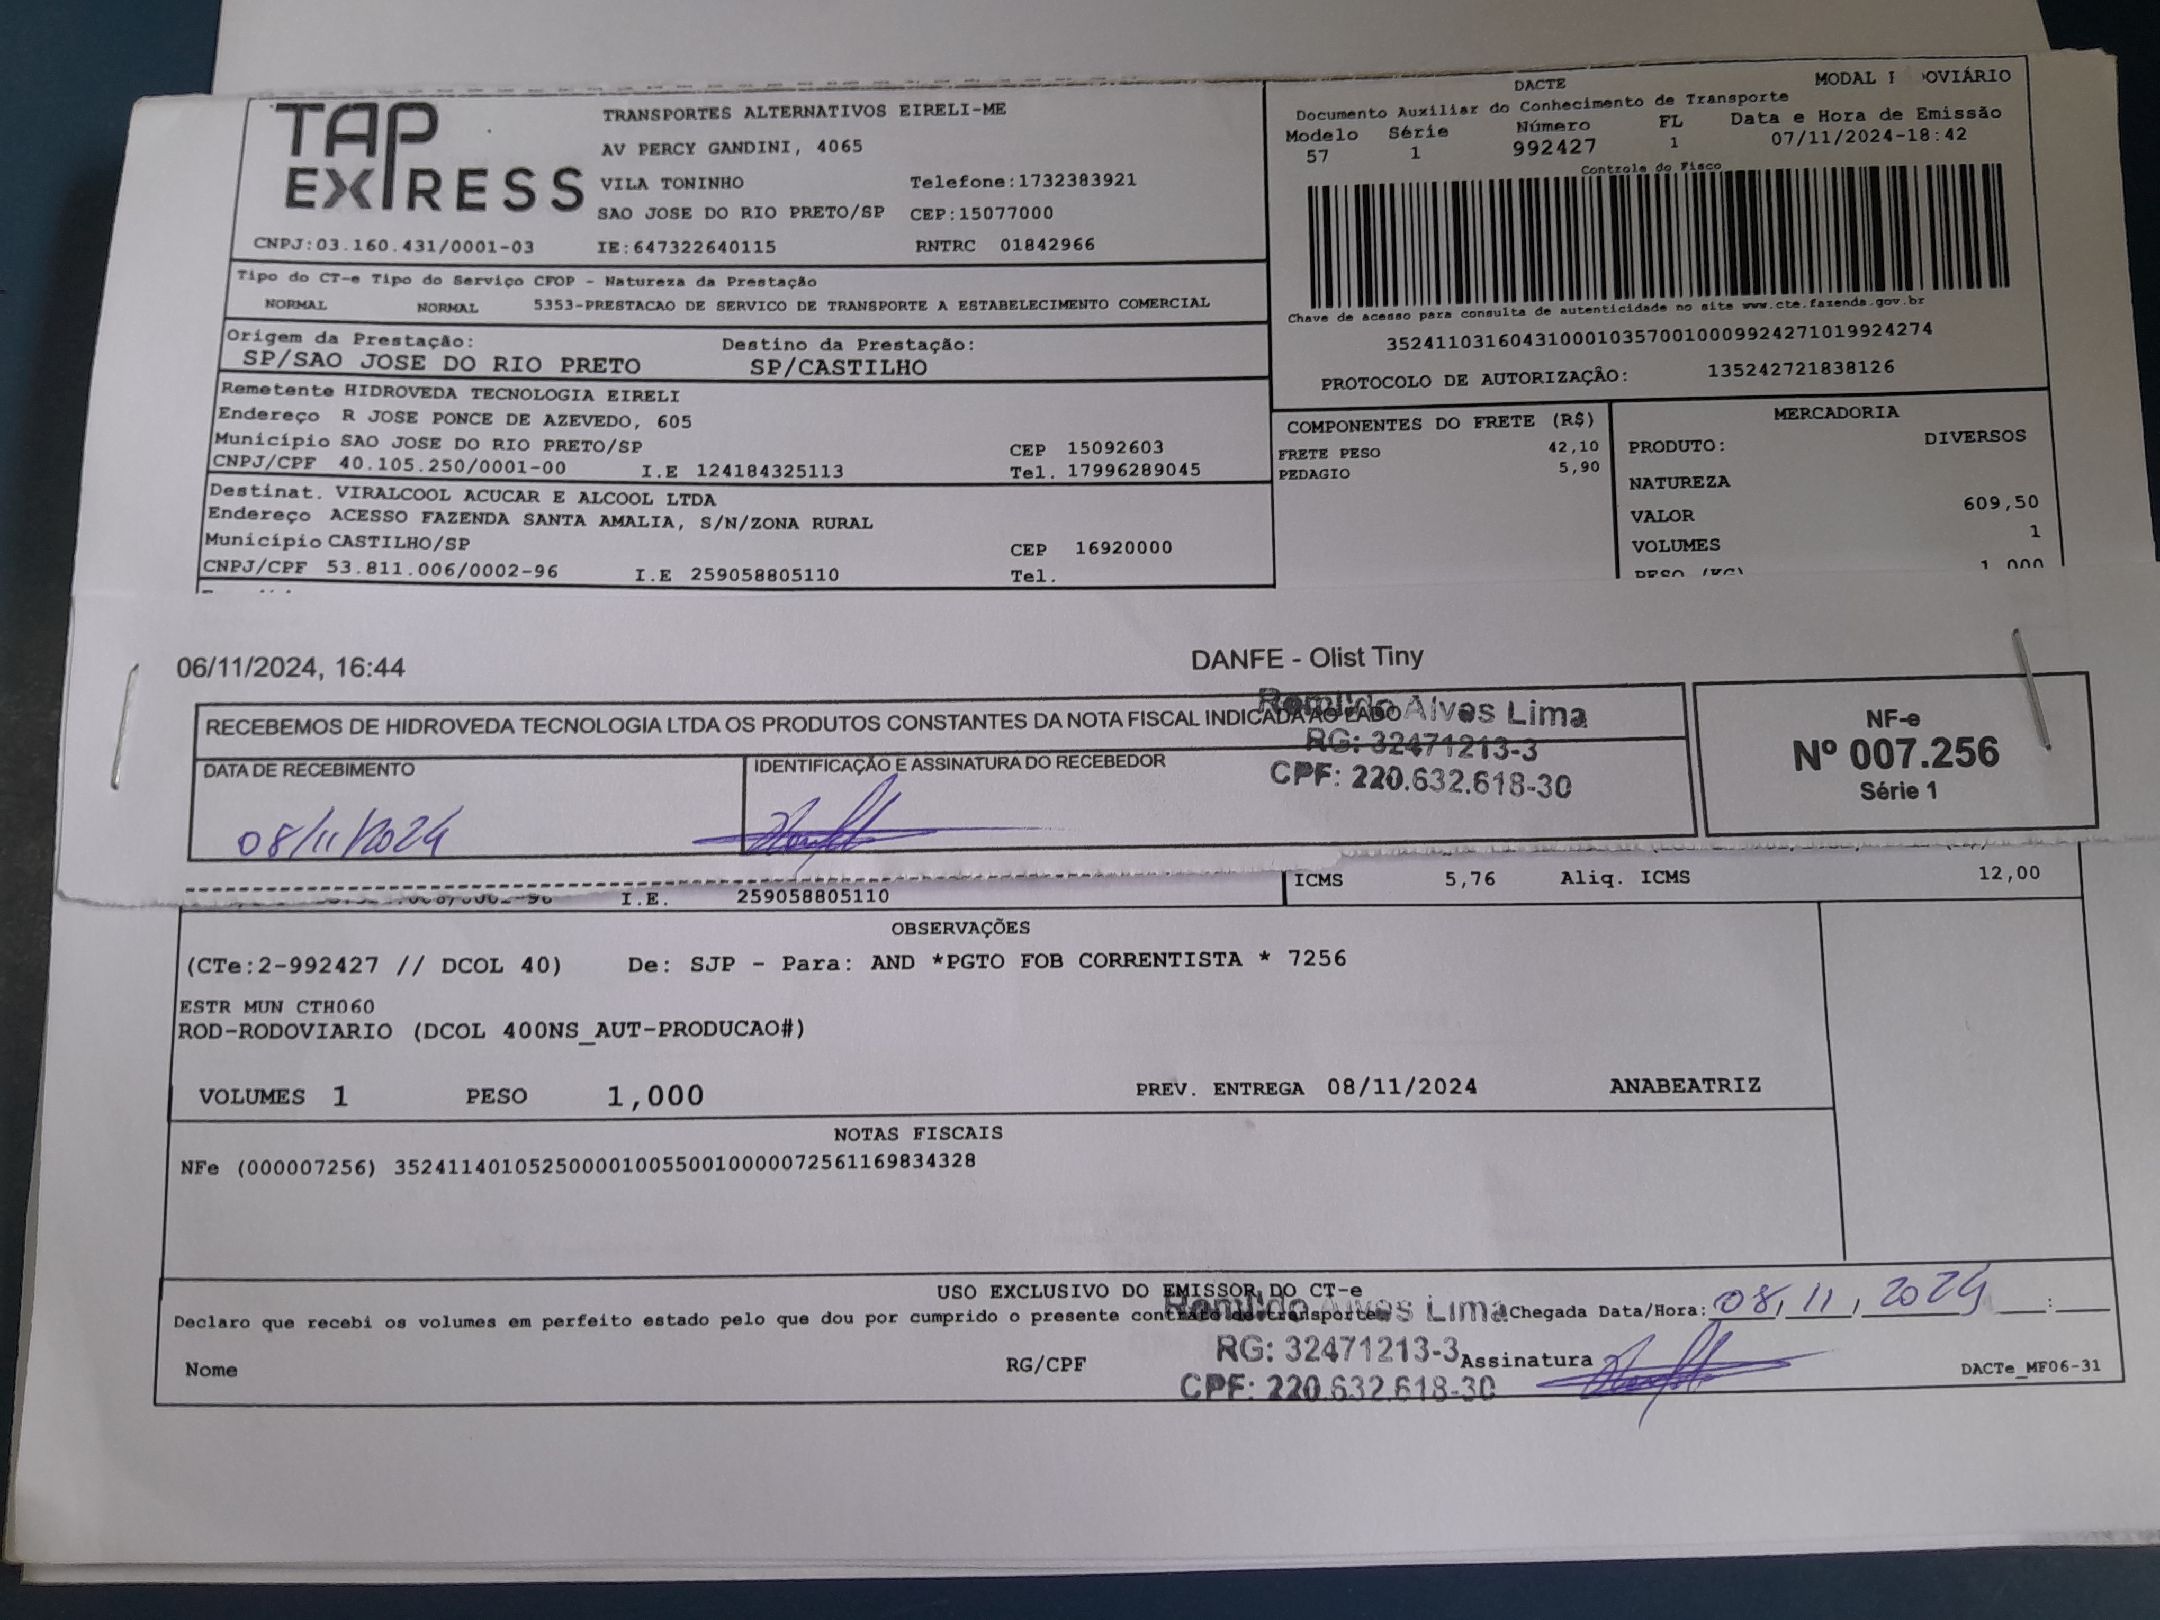 TAP EXPRESS
TRANSPORTES ALTERNATIVOS EIRELI-ME
AV PERCY GANDINI, 4065
VILA TONINHO Telefone:1732383921
SAO JOSE DO RIO PRETO/SP CEP:15077000
CNPJ:03.160.431/0001-03 IE:647322640115 RNTRC 01842966
DACTE MODAL OVIÁRIO
Documento Auxiliar do Conhecimento de Transporte
Modelo Série Número FL Data e Hora de Emissão
57 1 992427 1 07/11/2024-18:42
Controle do Fisco
Chave de acesso para consulta de autenticidade no site www.cte.fazenda.gov.br
35241103160431000103570010009924271019924274
PROTOCOLO DE AUTORIZAÇÃO: 135242721838126
Tipo do CT-e Tipo do Serviço CFOP - Natureza da Prestação
NORMAL NORMAL 5353-PRESTACAO DE SERVICO DE TRANSPORTE A ESTABELECIMENTO COMERCIAL
Origem da Prestação: Destino da Prestação:
SP/SAO JOSE DO RIO PRETO SP/CASTILHO
Remetente HIDROVEDA TECNOLOGIA EIRELI
Endereço R JOSE PONCE DE AZEVEDO, 605
Município SAO JOSE DO RIO PRETO/SP CEP 15092603
CNPJ/CPF 40.105.250/0001-00 I.E 124184325113 Tel. 17996289045
Destinat. VIRALCOOL ACUCAR E ALCOOL LTDA
Endereço ACESSO FAZENDA SANTA AMALIA, S/N/ZONA RURAL
Município CASTILHO/SP CEP 16920000
CNPJ/CPF 53.811.006/0002-96 I.E 259058805110 Tel.
COMPONENTES DO FRETE (R$)
FRETE PESO 42,10
PEDAGIO 5,90
MERCADORIA
PRODUTO: DIVERSOS
NATUREZA
VALOR 609,50
VOLUMES 1
PESO (KG) 1,000
06/11/2024, 16:44 DANFE - Olist Tiny
RECEBEMOS DE HIDROVEDA TECNOLOGIA LTDA OS PRODUTOS CONSTANTES DA NOTA FISCAL INDICADA AO LADO
Romildo Alves Lima
RG: 32471213-3
CPF: 220.632.618-30
DATA DE RECEBIMENTO IDENTIFICAÇÃO E ASSINATURA DO RECEBEDOR
08/11/2024
NF-e
Nº 007.256
Série 1
I.E. 259058805110
ICMS 5,76 Aliq. ICMS 12,00
OBSERVAÇÕES
(CTe:2-992427 // DCOL 40) De: SJP - Para: AND *PGTO FOB CORRENTISTA * 7256
ESTR MUN CTH060
ROD-RODOVIARIO (DCOL 400NS_AUT-PRODUCAO#)
VOLUMES 1 PESO 1,000 PREV. ENTREGA 08/11/2024 ANABEATRIZ
NOTAS FISCAIS
NFe (000007256) 35241140105250000100550010000072561169834328
USO EXCLUSIVO DO EMISSOR DO CT-e
Declaro que recebi os volumes em perfeito estado pelo que dou por cumprido o presente contrato de transporte
Chegada Data/Hora: 08, 11, 2024 :
Romildo Alves Lima
RG: 32471213-3
CPF: 220.632.618-30
Nome RG/CPF Assinatura DACTe_MF06-31